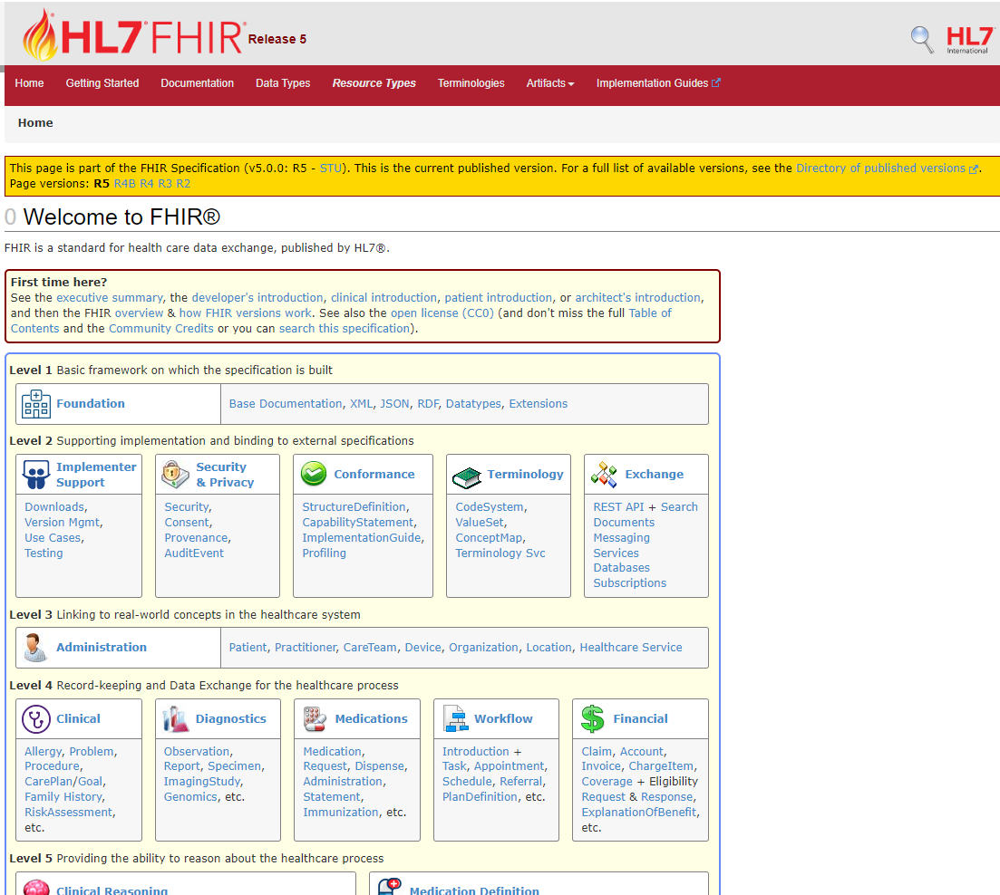 HL7® FHIR® Release 5
HL7®
International
Home Getting Started Documentation Data Types Resource Types Terminologies Artifacts Implementation Guides
Home
This page is part of the FHIR Specification (v5.0.0: R5 - STU). This is the current published version. For a full list of available versions, see the Directory of published versions.
Page versions: R5 R4B R4 R3 R2
0 Welcome to FHIR®
FHIR is a standard for health care data exchange, published by HL7®.
First time here?
See the executive summary, the developer's introduction, clinical introduction, patient introduction, or architect's introduction,
and then the FHIR overview & how FHIR versions work. See also the open license (CC0) (and don't miss the full Table of
Contents and the Community Credits or you can search this specification).
Level 1 Basic framework on which the specification is built
Foundation
Base Documentation, XML, JSON, RDF, Datatypes, Extensions
Level 2 Supporting implementation and binding to external specifications
Implementer
Support
Downloads,
Version Mgmt,
Use Cases,
Testing
Security
& Privacy
Security,
Consent,
Provenance,
AuditEvent
Conformance
StructureDefinition,
CapabilityStatement,
ImplementationGuide,
Profiling
Terminology
CodeSystem,
ValueSet,
ConceptMap,
Terminology Svc
Exchange
REST API + Search
Documents
Messaging
Services
Databases
Subscriptions
Level 3 Linking to real-world concepts in the healthcare system
Administration
Patient, Practitioner, CareTeam, Device, Organization, Location, Healthcare Service
Level 4 Record-keeping and Data Exchange for the healthcare process
Clinical
Allergy, Problem,
Procedure,
CarePlan/Goal,
Family History,
RiskAssessment,
etc.
Diagnostics
Observation,
Report, Specimen,
ImagingStudy,
Genomics, etc.
Medications
Medication,
Request, Dispense,
Administration,
Statement,
Immunization, etc.
Workflow
Introduction +
Task, Appointment,
Schedule, Referral,
PlanDefinition, etc.
Financial
Claim, Account,
Invoice, ChargeItem,
Coverage + Eligibility
Request & Response,
ExplanationOfBenefit,
etc.
Level 5 Providing the ability to reason about the healthcare process
Clinical Reasoning
Medication Definition